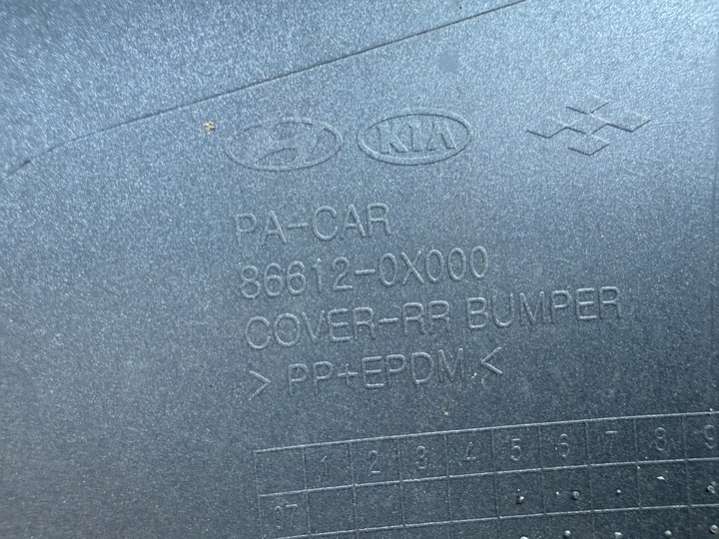 KIA
PA-CAR
86612-0X000
COVER-RR BUMPER
> PP+EPDM <
1 2 3 4 5 6 7 8 9
07